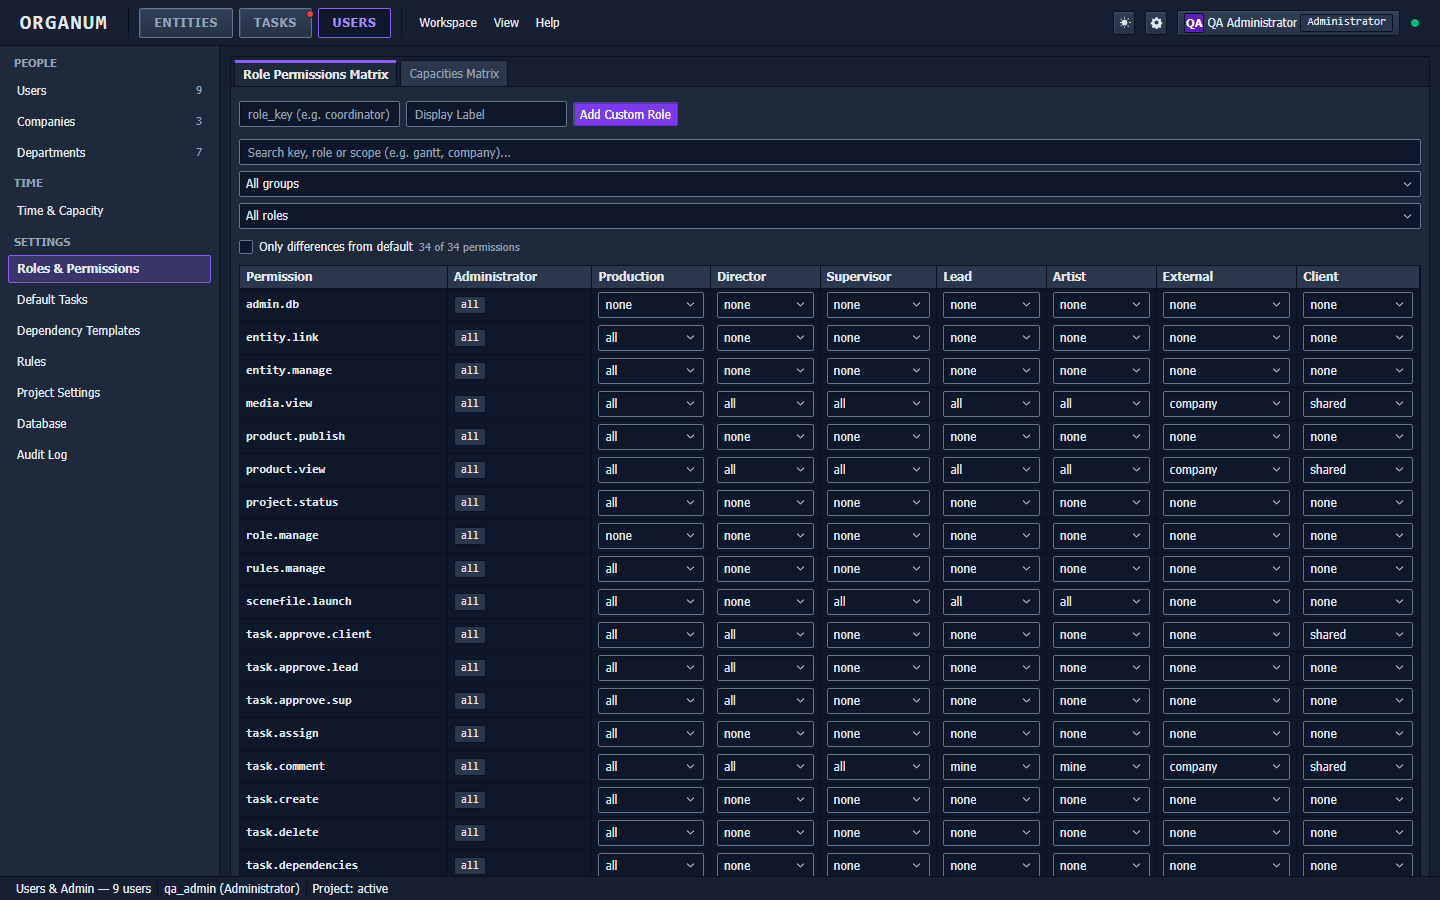 ORGANUM ENTITIES TASKS USERS Workspace View Help QA QA Administrator Administrator
PEOPLE
Users 9
Companies 3
Departments 7
TIME
Time & Capacity
SETTINGS
Roles & Permissions
Default Tasks
Dependency Templates
Rules
Project Settings
Database
Audit Log
Role Permissions Matrix Capacities Matrix
role_key (e.g. coordinator) Display Label Add Custom Role
Search key, role or scope (e.g. gantt, company)...
All groups
All roles
Only differences from default 34 of 34 permissions
Permission Administrator Production Director Supervisor Lead Artist External Client
admin.db all none none none none none none none
entity.link all all none none none none none none
entity.manage all all none none none none none none
media.view all all all all all all company shared
product.publish all all none none none none none none
product.view all all all all all all company shared
project.status all all none none none none none none
role.manage all none none none none none none none
rules.manage all all none none none none none none
scenefile.launch all all none all all all none none
task.approve.client all all all none none none none shared
task.approve.lead all all all none none none none none
task.approve.sup all all all none none none none none
task.assign all all none none none none none none
task.comment all all all all mine mine company shared
task.create all all none none none none none none
task.delete all all none none none none none none
task.dependencies all all none none none none none none
Users & Admin — 9 users qa_admin (Administrator) Project: active